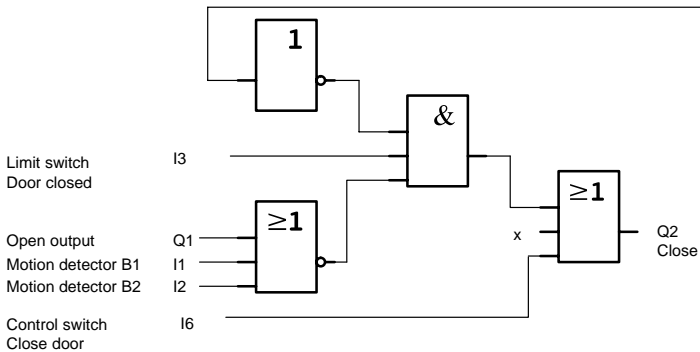 1
&
Limit switch I3
Door closed
≥1
≥1
Open output Q1
x
Q2
Close
Motion detector B1 I1
Motion detector B2 I2
Control switch I6
Close door